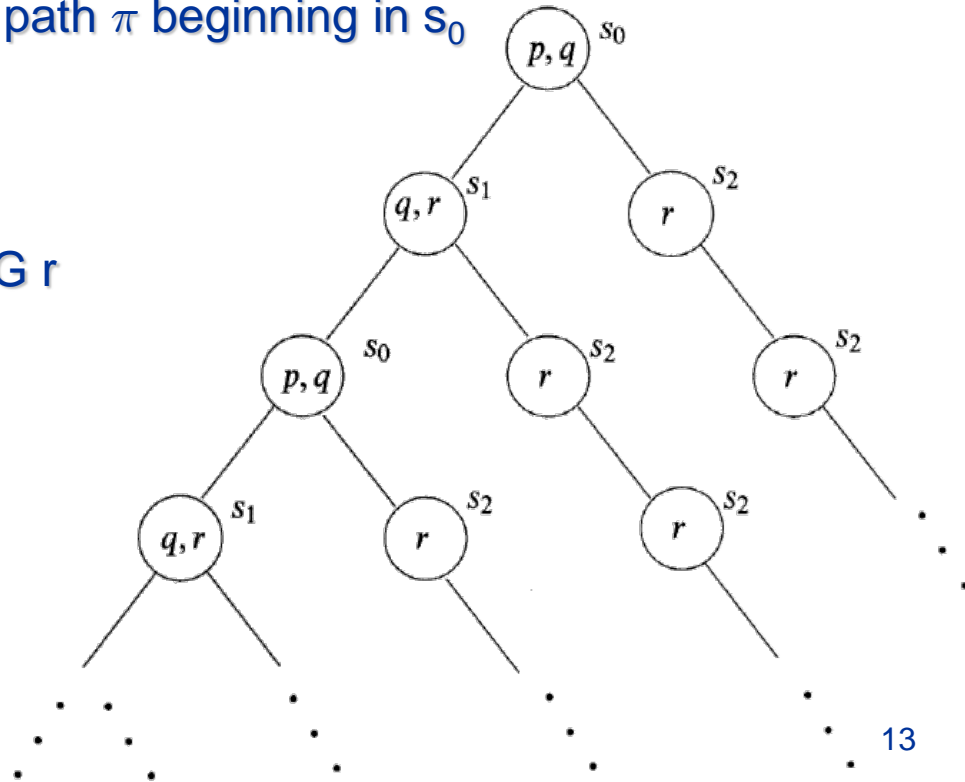 path π beginning in s₀
p, q s₀
q, r s₁
r s₂
G r
p, q s₀
r s₂
r s₂
q, r s₁
r s₂
r s₂
13